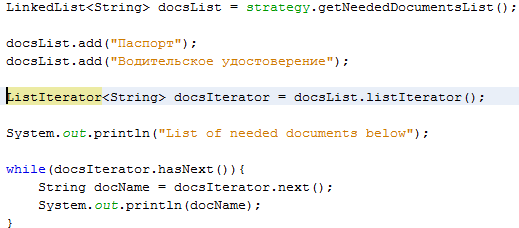 LinkedList<String> docsList = strategy.getNeededDocumentsList();
docsList.add("Паспорт");
docsList.add("Водительское удостоверение");
ListIterator<String> docsIterator = docsList.listIterator();
System.out.println("List of needed documents below");
while(docsIterator.hasNext()){
String docName = docsIterator.next();
System.out.println(docName);
}